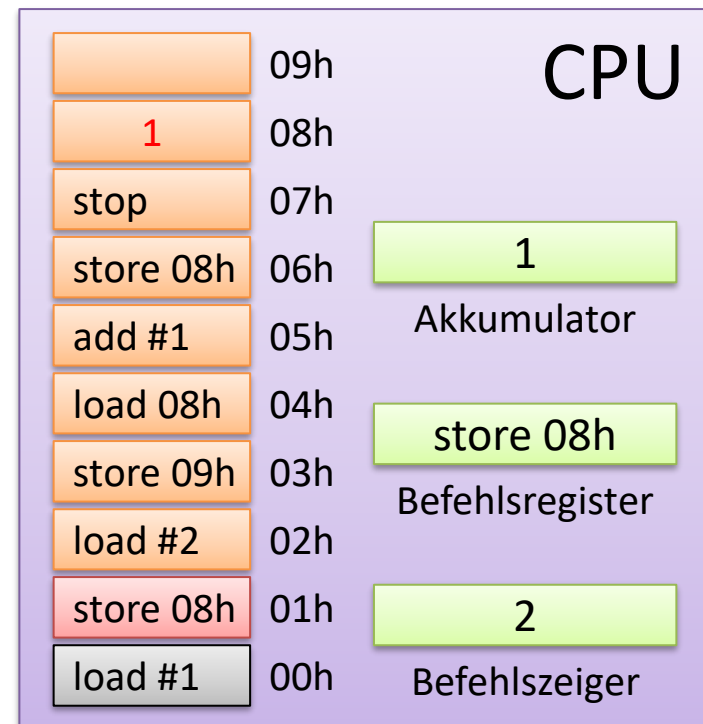 CPU
09h
1 08h
stop 07h
store 08h 06h
add #1 05h
load 08h 04h
store 09h 03h
load #2 02h
store 08h 01h
load #1 00h
1
Akkumulator
store 08h
Befehlsregister
2
Befehlszeiger